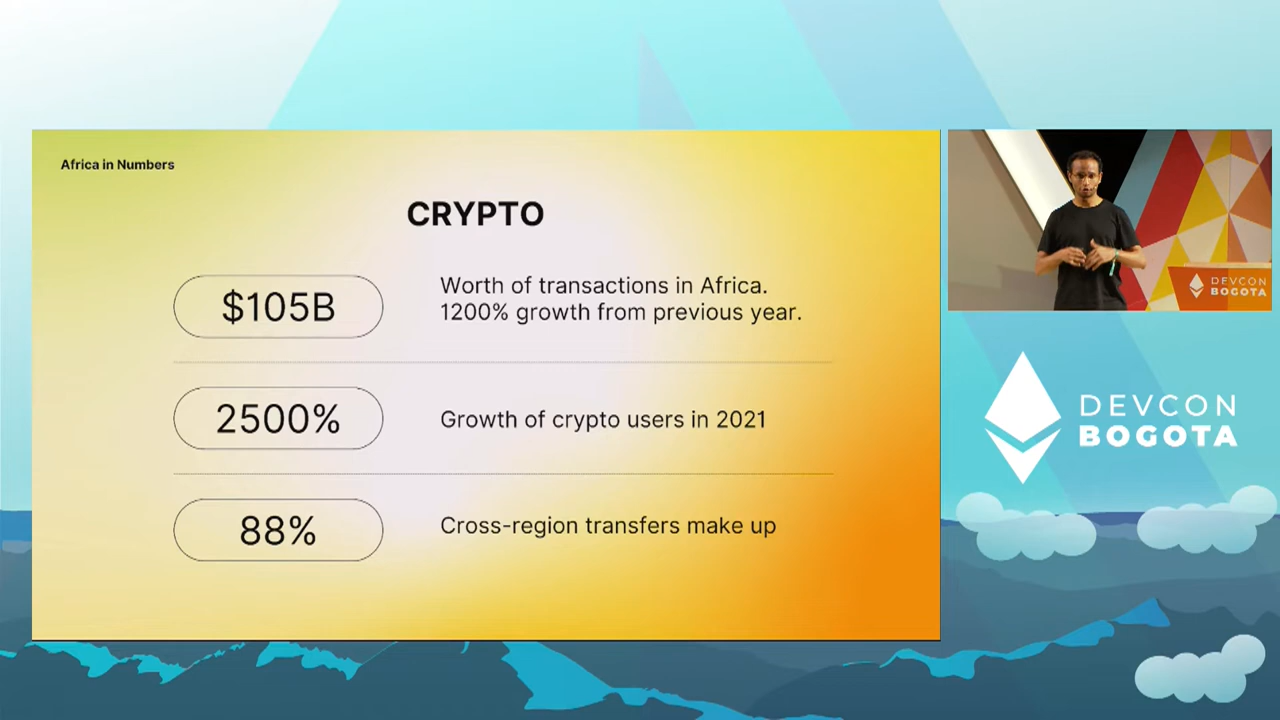 Africa in Numbers
CRYPTO
$105B
Worth of transactions in Africa.
1200% growth from previous year.
2500%
Growth of crypto users in 2021
88%
Cross-region transfers make up
DEVCON
BOGOTA
DEVCON
BOGOTA